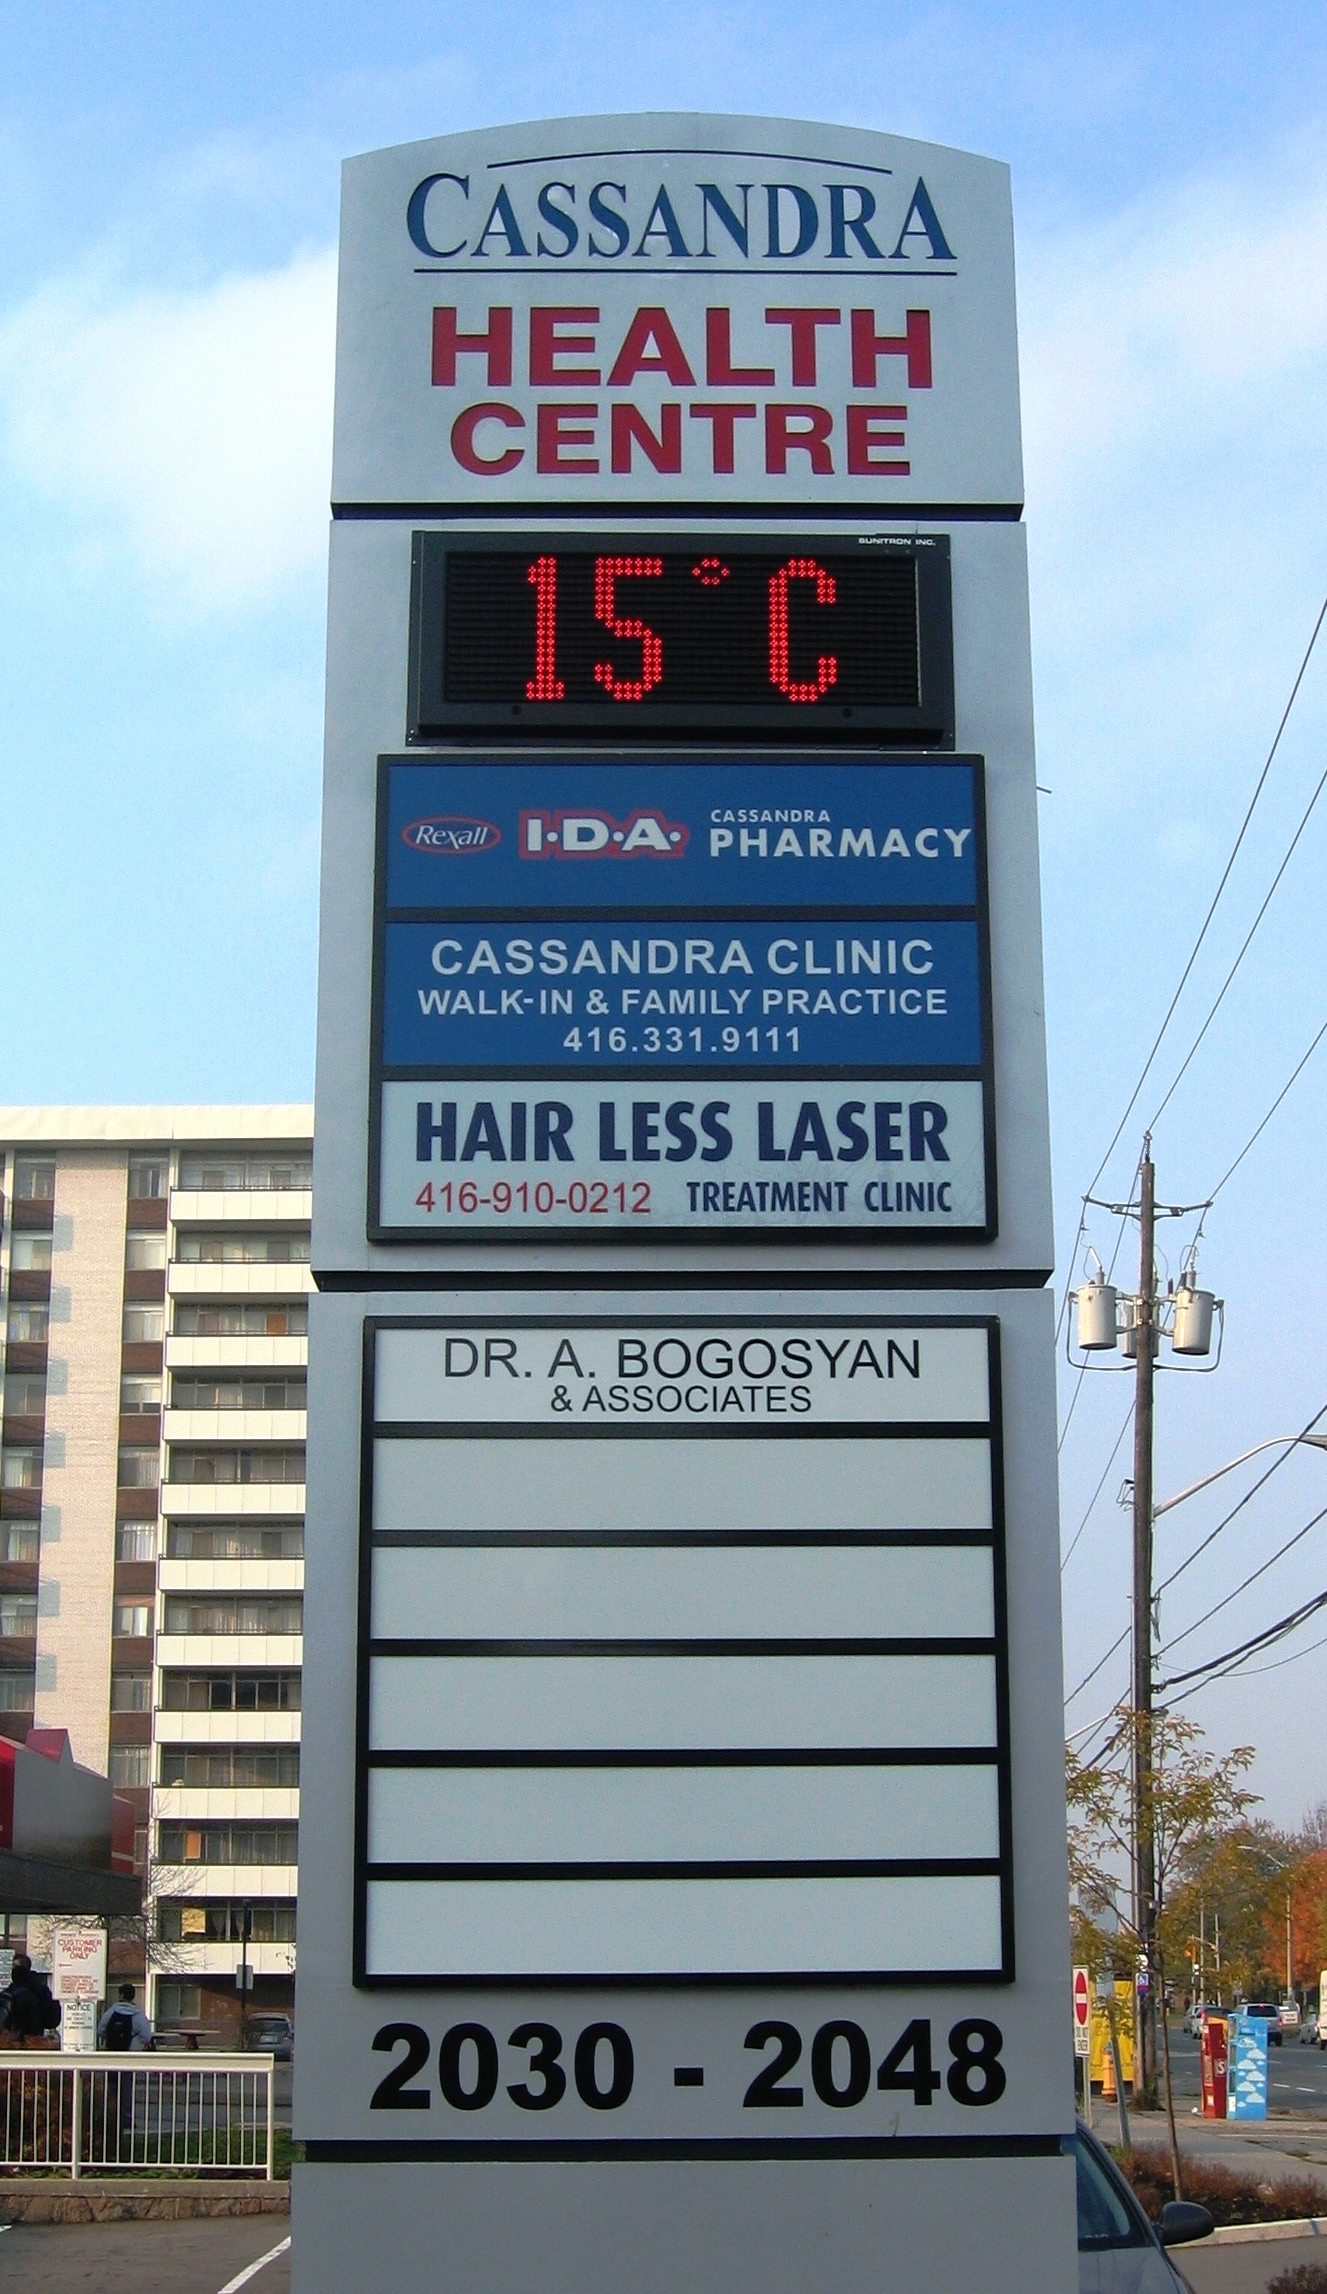 CASSANDRA
HEALTH
CENTRE
SUNITRON INC.
15°C
Rexall I·D·A· CASSANDRA PHARMACY
CASSANDRA CLINIC
WALK-IN & FAMILY PRACTICE
416.331.9111
HAIR LESS LASER
416-910-0212 TREATMENT CLINIC
DR. A. BOGOSYAN
& ASSOCIATES
2030 - 2048
CUSTOMER
PARKING
ONLY
NOTICE